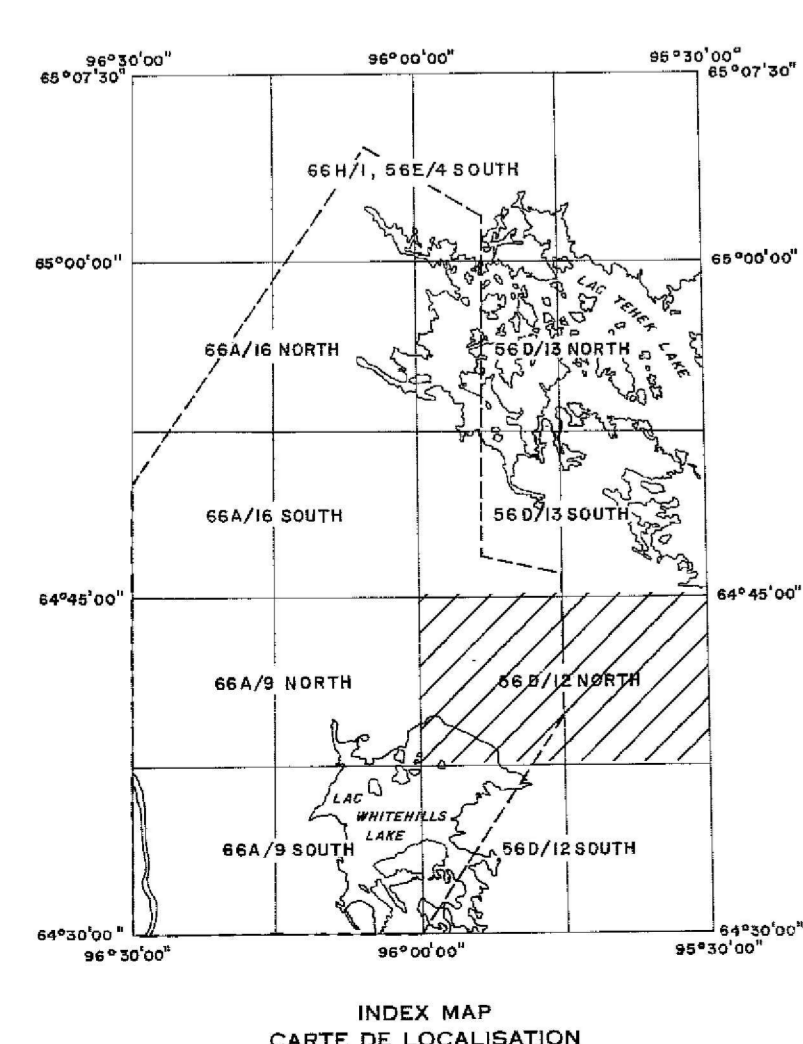 96°30'00" 96°00'00" 95°30'00"
65°07'30" 65°07'30"
66H/1, 56E/4 SOUTH
65°00'00" 65°00'00"
LAC TEHEK LAKE
66A/16 NORTH 56D/13 NORTH
66A/16 SOUTH 56D/13 SOUTH
64°45'00" 64°45'00"
66A/9 NORTH 56D/12 NORTH
LAC
WHITEHILLS
LAKE
66A/9 SOUTH 56D/12 SOUTH
64°30'00" 64°30'00"
96°30'00" 96°00'00" 95°30'00"
INDEX MAP
CARTE DE LOCALISATION